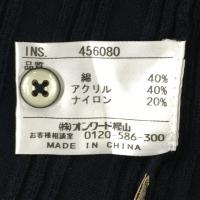 INS. 456080
品質
綿 40%
アクリル 40%
ナイロン 20%
㈱オンワード樫山
お客様相談室 0120-586-300
MADE IN CHINA